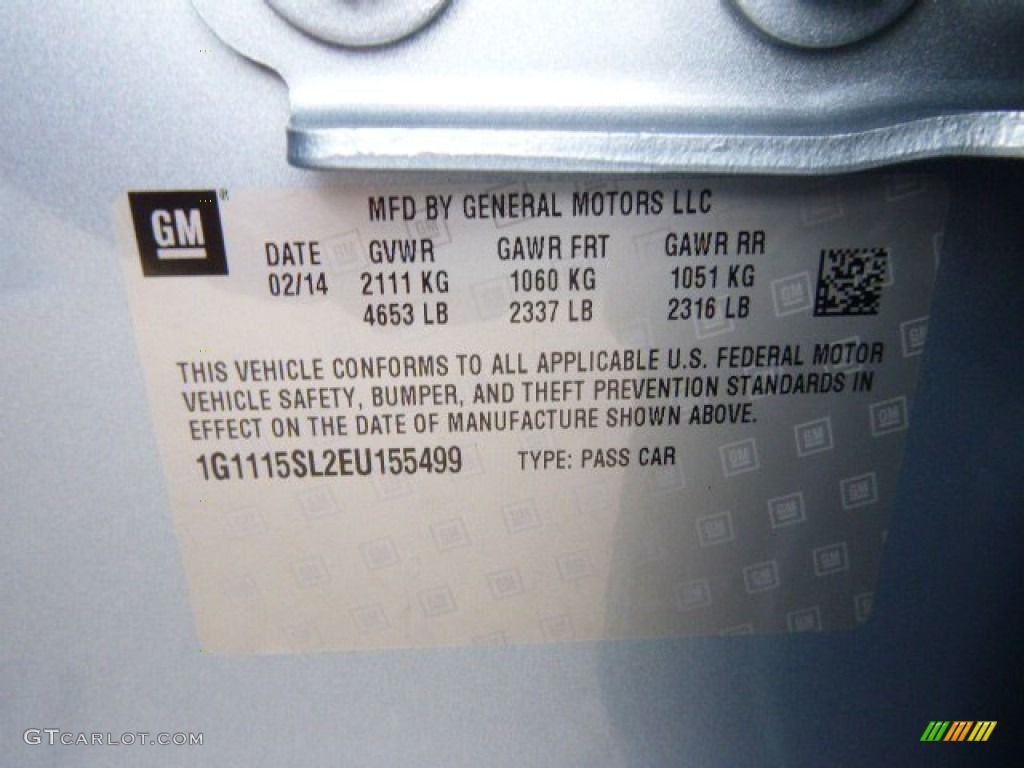 GM®
MFD BY GENERAL MOTORS LLC
DATE GVWR GAWR FRT GAWR RR
02/14 2111 KG 1060 KG 1051 KG
4653 LB 2337 LB 2316 LB
THIS VEHICLE CONFORMS TO ALL APPLICABLE U.S. FEDERAL MOTOR
VEHICLE SAFETY, BUMPER, AND THEFT PREVENTION STANDARDS IN
EFFECT ON THE DATE OF MANUFACTURE SHOWN ABOVE.
1G1115SL2EU155499 TYPE: PASS CAR
GTCARLOT.COM